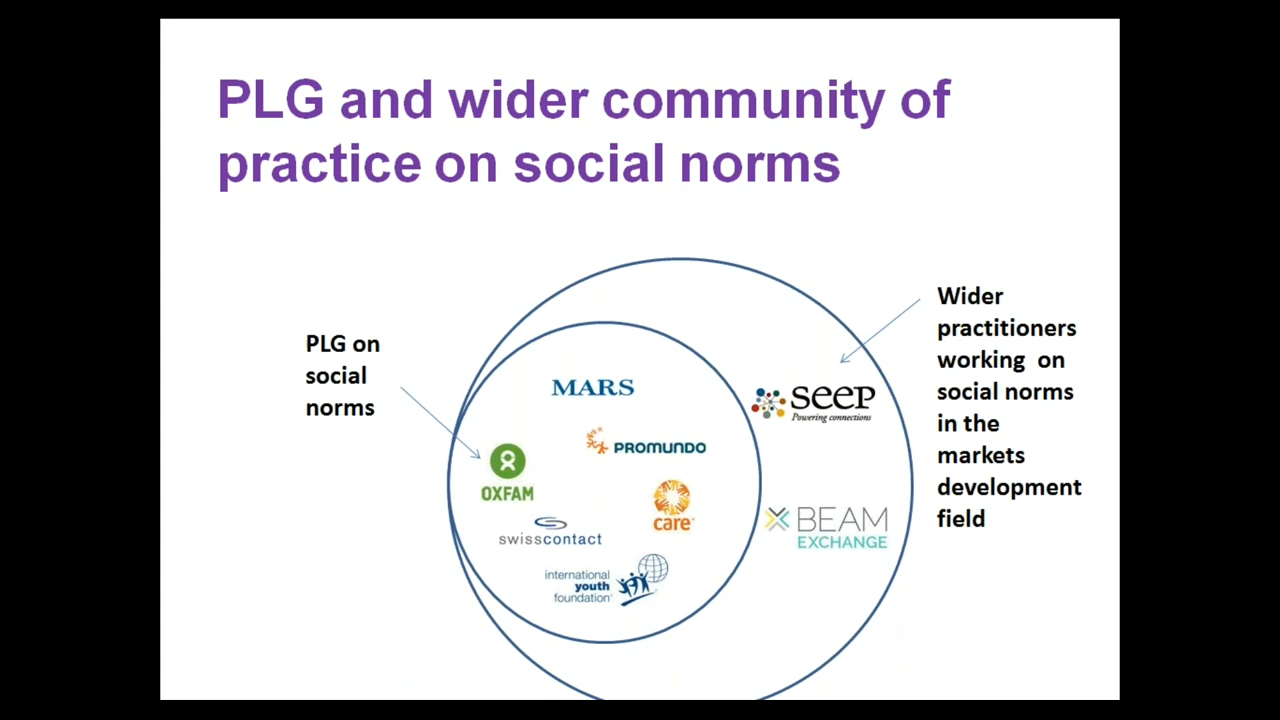 PLG and wider community of
practice on social norms
PLG on
social
norms
MARS
PROMUNDO
OXFAM
care
swisscontact
international
youth
foundation
seep
Powering connections
BEAM
EXCHANGE
Wider
practitioners
working on
social norms
in the
markets
development
field